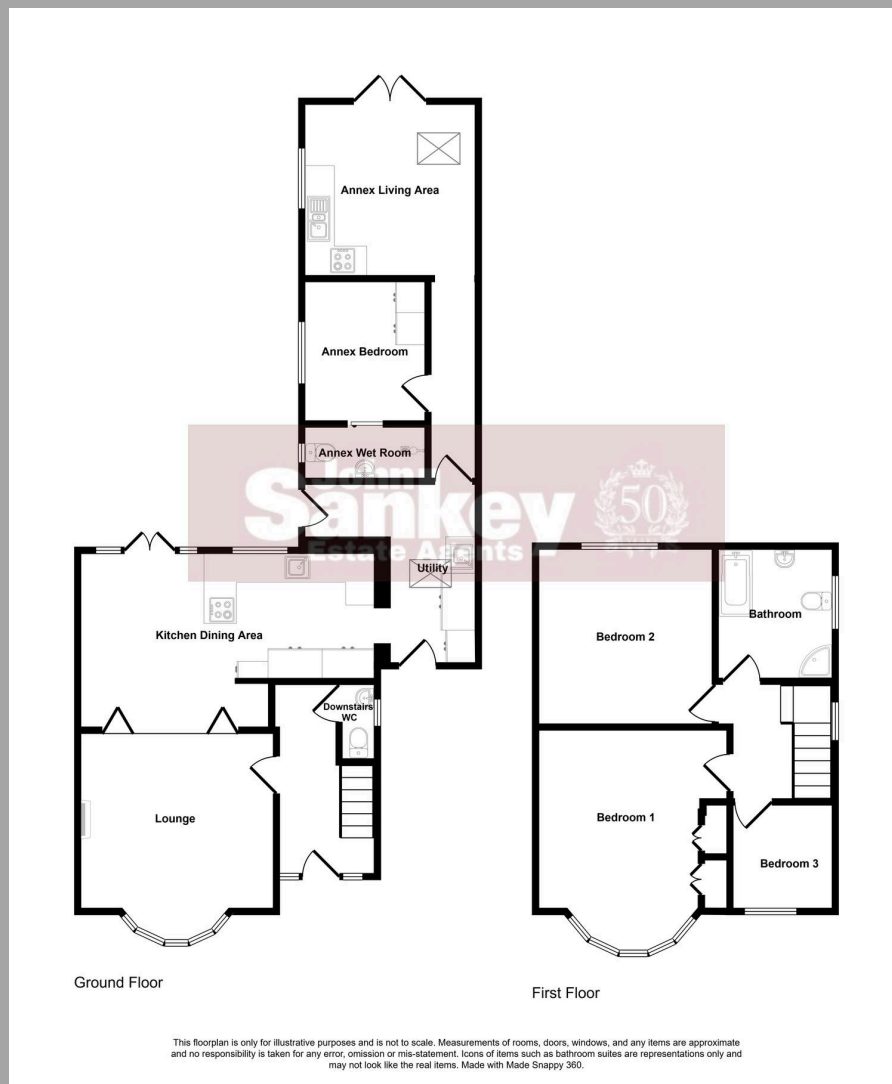 Annex Living Area
Annex Bedroom
Annex Wet Room
John
Sankey
Estate Agents
50
Utility
Kitchen Dining Area
Downstairs
WC
Lounge
Bedroom 2
Bathroom
Bedroom 1
Bedroom 3
Ground Floor
First Floor
This floorplan is only for illustrative purposes and is not to scale. Measurements of rooms, doors, windows, and any items are approximate
and no responsibility is taken for any error, omission or mis-statement. Icons of items such as bathroom suites are representations only and
may not look like the real items. Made with Made Snappy 360.